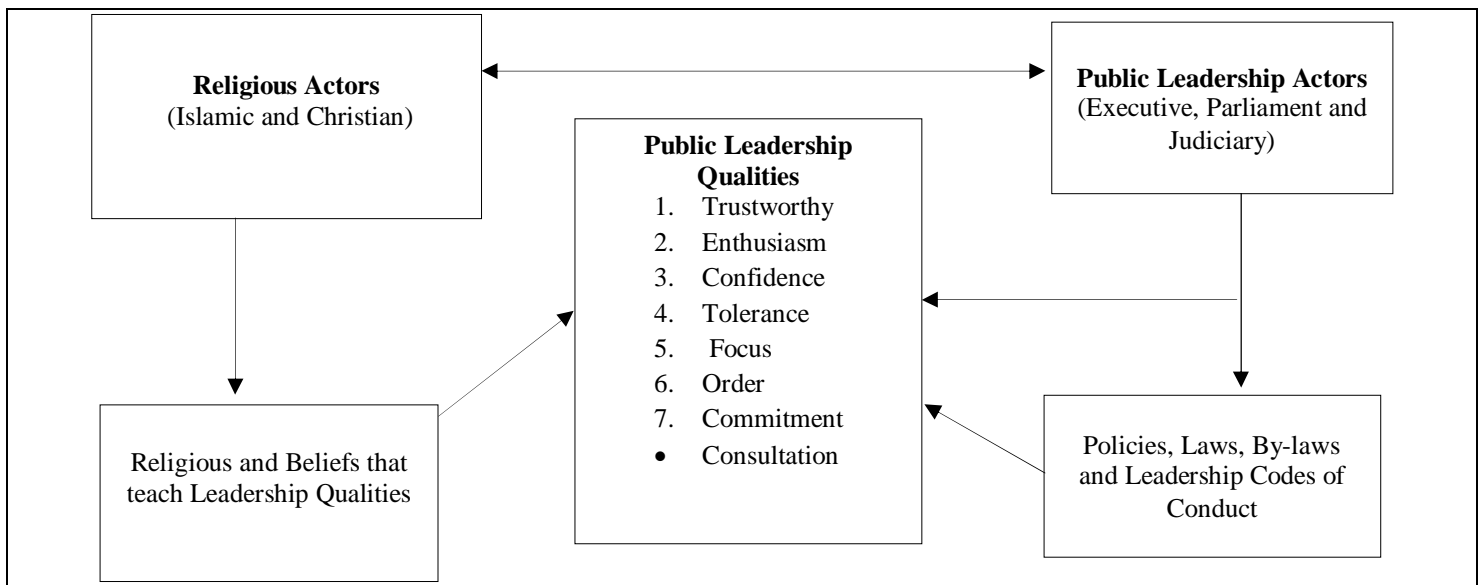 Religious Actors
(Islamic and Christian)
Public Leadership Actors
(Executive, Parliament and
Judiciary)
Public Leadership
Qualities
1. Trustworthy
2. Enthusiasm
3. Confidence
4. Tolerance
5. Focus
6. Order
7. Commitment
• Consultation
Religious and Beliefs that
teach Leadership Qualities
Policies, Laws, By-laws
and Leadership Codes of
Conduct